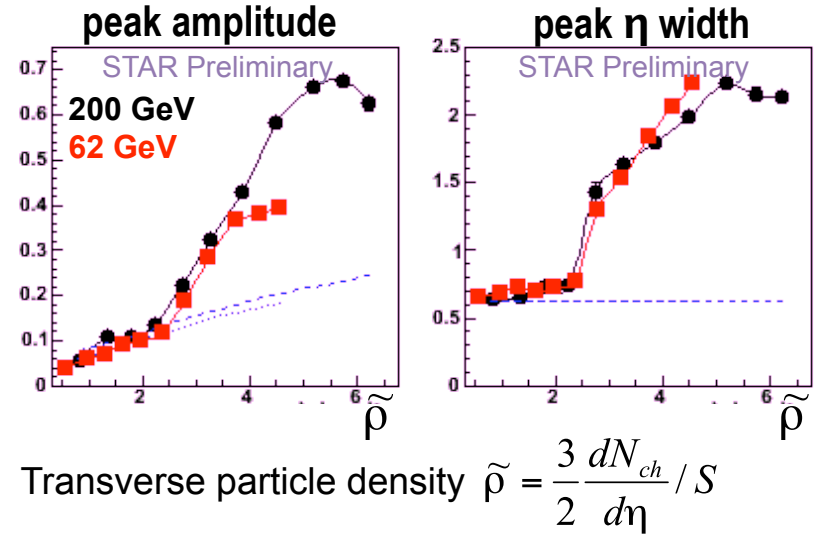 peak amplitude
peak η width
STAR Preliminary
STAR Preliminary
200 GeV
62 GeV
0.7
0.6
0.5
0.4
0.3
0.2
0.1
0
2
4
6
ρ̃
2.5
2
1.5
1
0.5
0
2
4
6
ρ̃
Transverse particle density ρ̃ = 3/2 dN_ch/dη / S